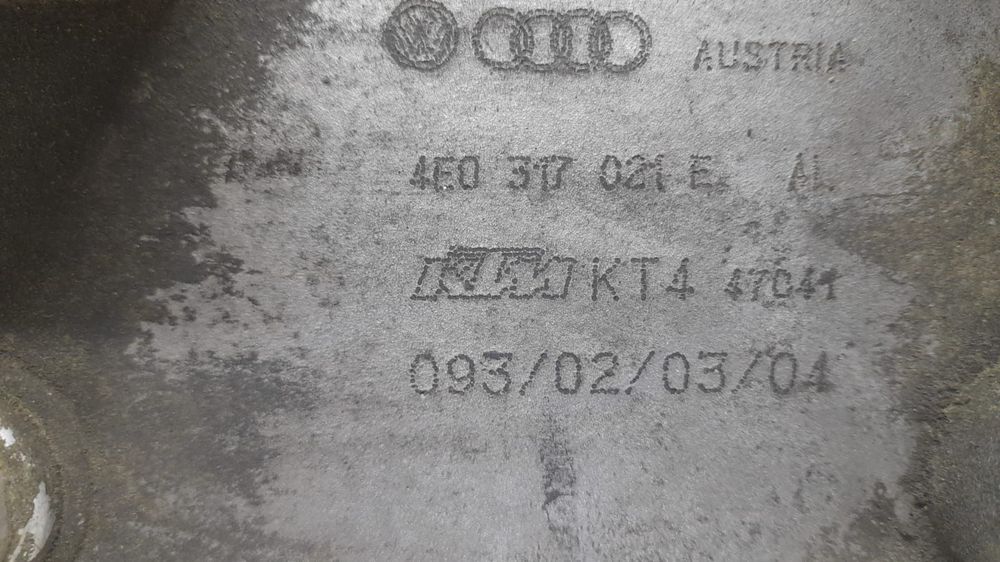 AUSTRIA
4E0 317 021 E. AL
KT4 47041
093/02/03/04